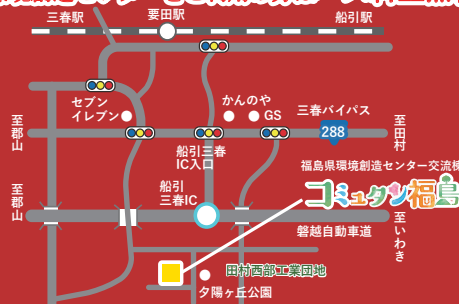 三春駅
要田駅
船引駅
セブン
イレブン
かんのや
GS
三春バイパス
288
至郡山
至田村
船引三春
IC入口
福島県環境創造センター交流棟
コミュタン福島
船引
三春IC
至郡山
磐越自動車道
至いわき
田村西部工業団地
夕陽ヶ丘公園